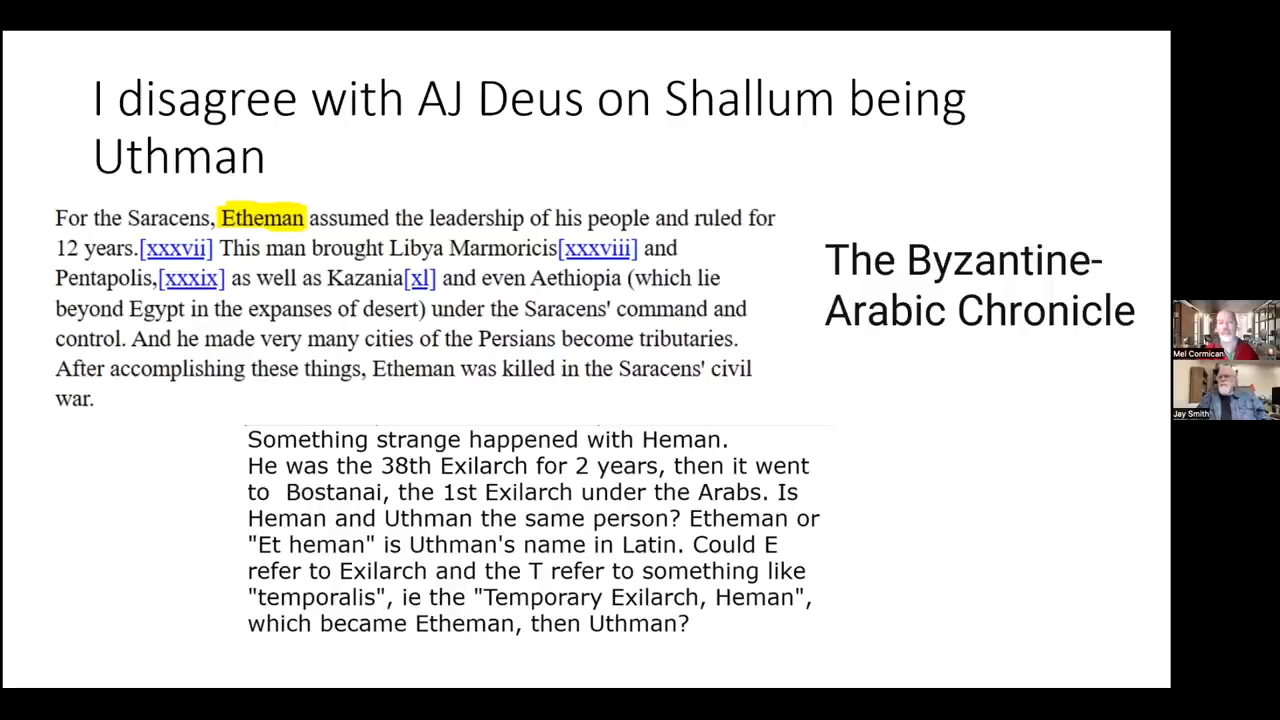 I disagree with AJ Deus on Shallum being
Uthman
For the Saracens, Etheman assumed the leadership of his people and ruled for
12 years.[xxxvii] This man brought Libya Marmoricis[xxxviii] and
Pentapolis,[xxxix] as well as Kazania[xl] and even Aethiopia (which lie
beyond Egypt in the expanses of desert) under the Saracens' command and
control. And he made very many cities of the Persians become tributaries.
After accomplishing these things, Etheman was killed in the Saracens' civil
war.
The Byzantine-
Arabic Chronicle
Something strange happened with Heman.
He was the 38th Exilarch for 2 years, then it went
to Bostanai, the 1st Exilarch under the Arabs. Is
Heman and Uthman the same person? Etheman or
"Et heman" is Uthman's name in Latin. Could E
refer to Exilarch and the T refer to something like
"temporalis", ie the "Temporary Exilarch, Heman",
which became Etheman, then Uthman?
Mel Cormican
Jay Smith